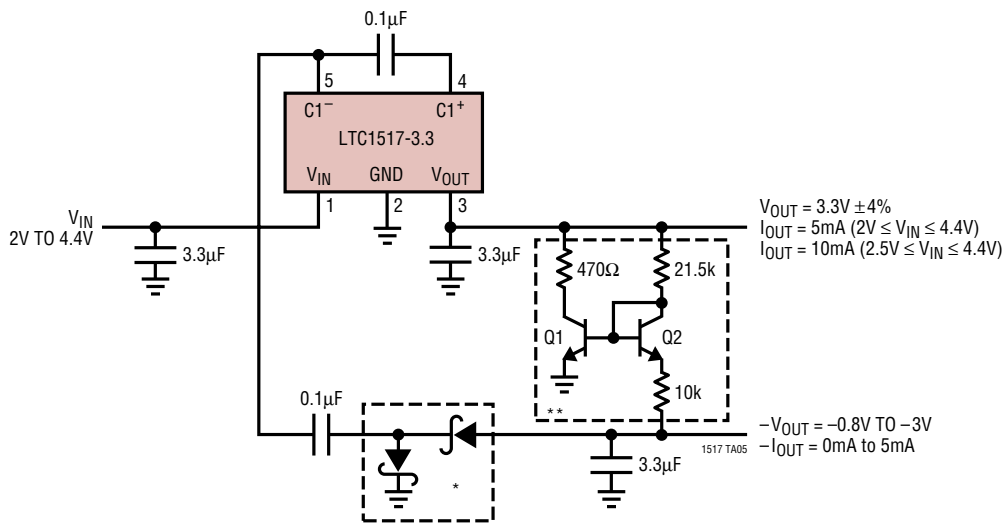 0.1µF
5
4
C1–
C1+
LTC1517-3.3
VIN
GND
VOUT
1
2
3
VIN
2V TO 4.4V
3.3µF
3.3µF
VOUT = 3.3V ±4%
IOUT = 5mA (2V ≤ VIN ≤ 4.4V)
IOUT = 10mA (2.5V ≤ VIN ≤ 4.4V)
470Ω
21.5k
Q1
Q2
10k
**
0.1µF
*
3.3µF
1517 TA05
–VOUT = –0.8V TO –3V
–IOUT = 0mA to 5mA